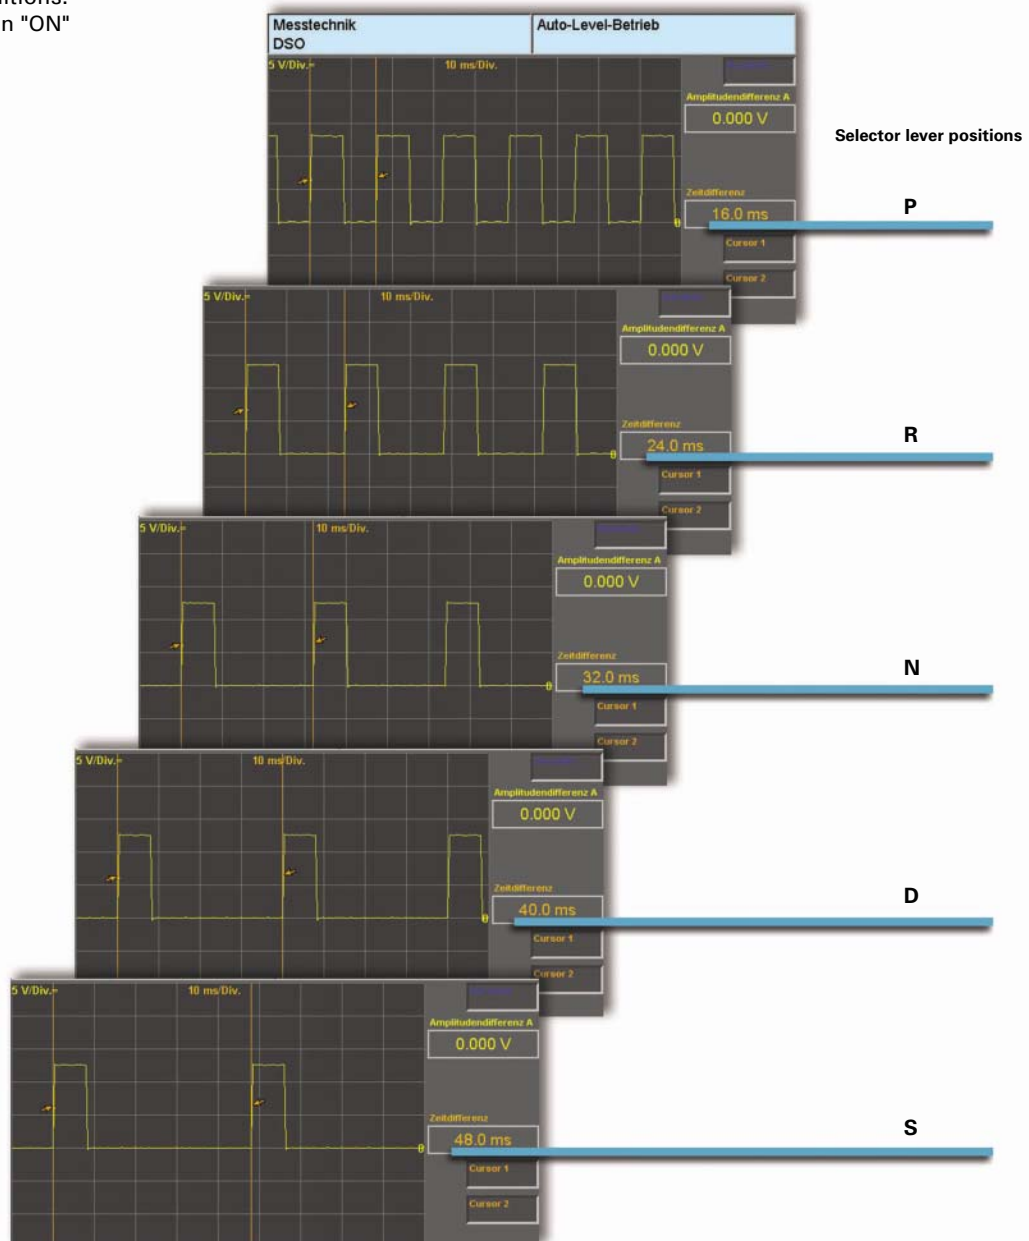 itions.
n "ON"
Messtechnik
DSO
Auto-Level-Betrieb
5 V/Div.=
10 ms/Div.
Amplitudendifferenz A
0.000 V
Selector lever positions
Zeitdifferenz
16.0 ms
P
Cursor 1
Cursor 2
5 V/Div.=
10 ms/Div.
Amplitudendifferenz A
0.000 V
Zeitdifferenz
24.0 ms
R
0
Cursor 1
Cursor 2
5 V/Div.=
10 ms/Div.
Amplitudendifferenz A
0.000 V
Zeitdifferenz
32.0 ms
N
0
Cursor 1
Cursor 2
5 V/Div.=
10 ms/Div.
Amplitudendifferenz A
0.000 V
Zeitdifferenz
40.0 ms
D
0
Cursor 1
Cursor 2
5 V/Div.=
10 ms/Div.
Amplitudendifferenz A
0.000 V
Zeitdifferenz
48.0 ms
S
0
Cursor 1
Cursor 2